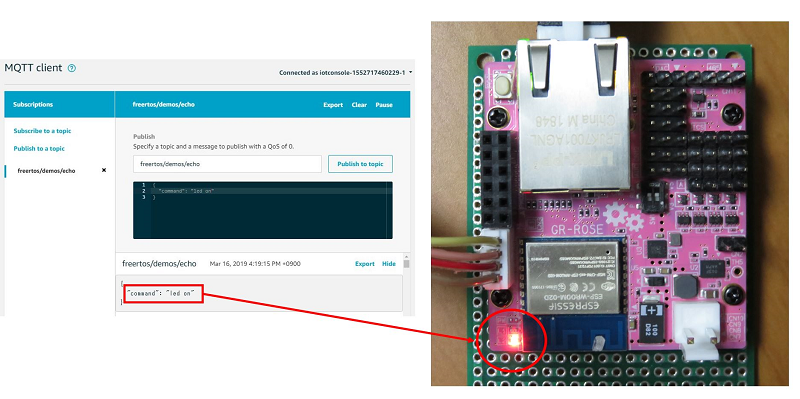 MQTT client
Connected as iotconsole-1552717460229-1
Subscriptions
freertos/demos/echo
Export Clear Pause
Subscribe to a topic
Publish to a topic
freertos/demos/echo
Publish
Specify a topic and a message to publish with a QoS of 0.
freertos/demos/echo
Publish to topic
1 {
2 "command": "led on"
3 }
freertos/demos/echo
Mar 16, 2019 4:19:15 PM +0900
Export Hide
{
"command": "led on"
}
China M 1848
GR-ROSE
ESP-WROOM-02D
ESPRESSIF
100